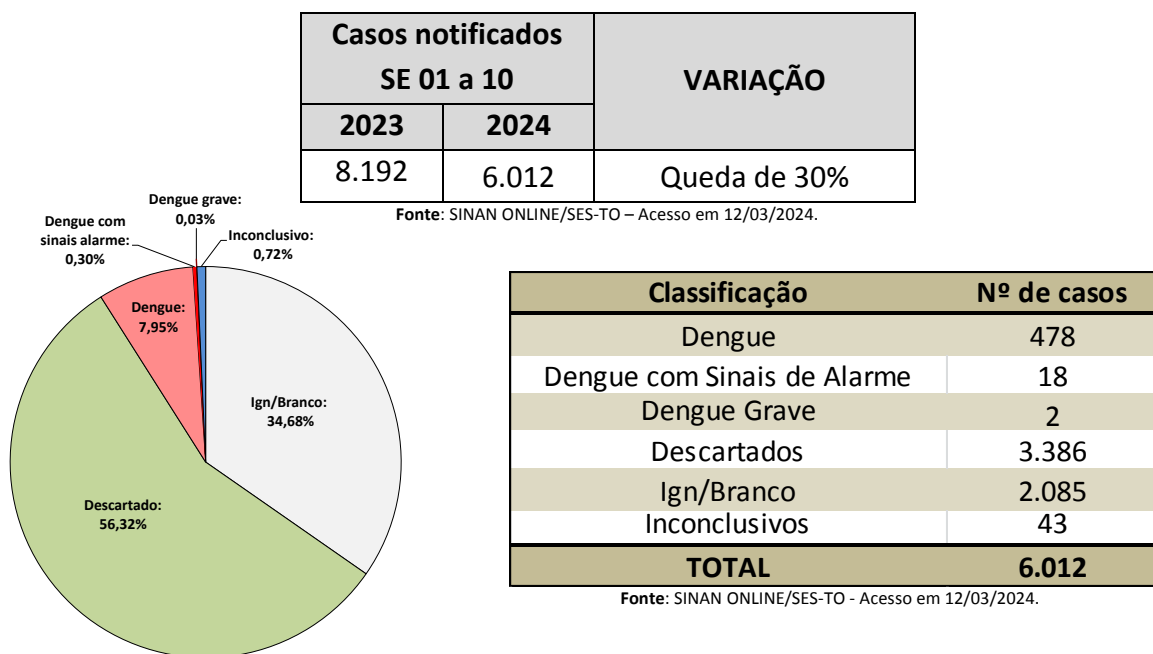 Casos notificados
SE 01 a 10
VARIAÇÃO
2023 2024
8.192 6.012 Queda de 30%
Fonte: SINAN ONLINE/SES-TO – Acesso em 12/03/2024.
Dengue grave:
0,03%
Dengue com
sinais alarme:
0,30%
Inconclusivo:
0,72%
Dengue:
7,95%
Ign/Branco:
34,68%
Descartado:
56,32%
Classificação Nº de casos
Dengue 478
Dengue com Sinais de Alarme 18
Dengue Grave 2
Descartados 3.386
Ign/Branco 2.085
Inconclusivos 43
TOTAL 6.012
Fonte: SINAN ONLINE/SES-TO - Acesso em 12/03/2024.